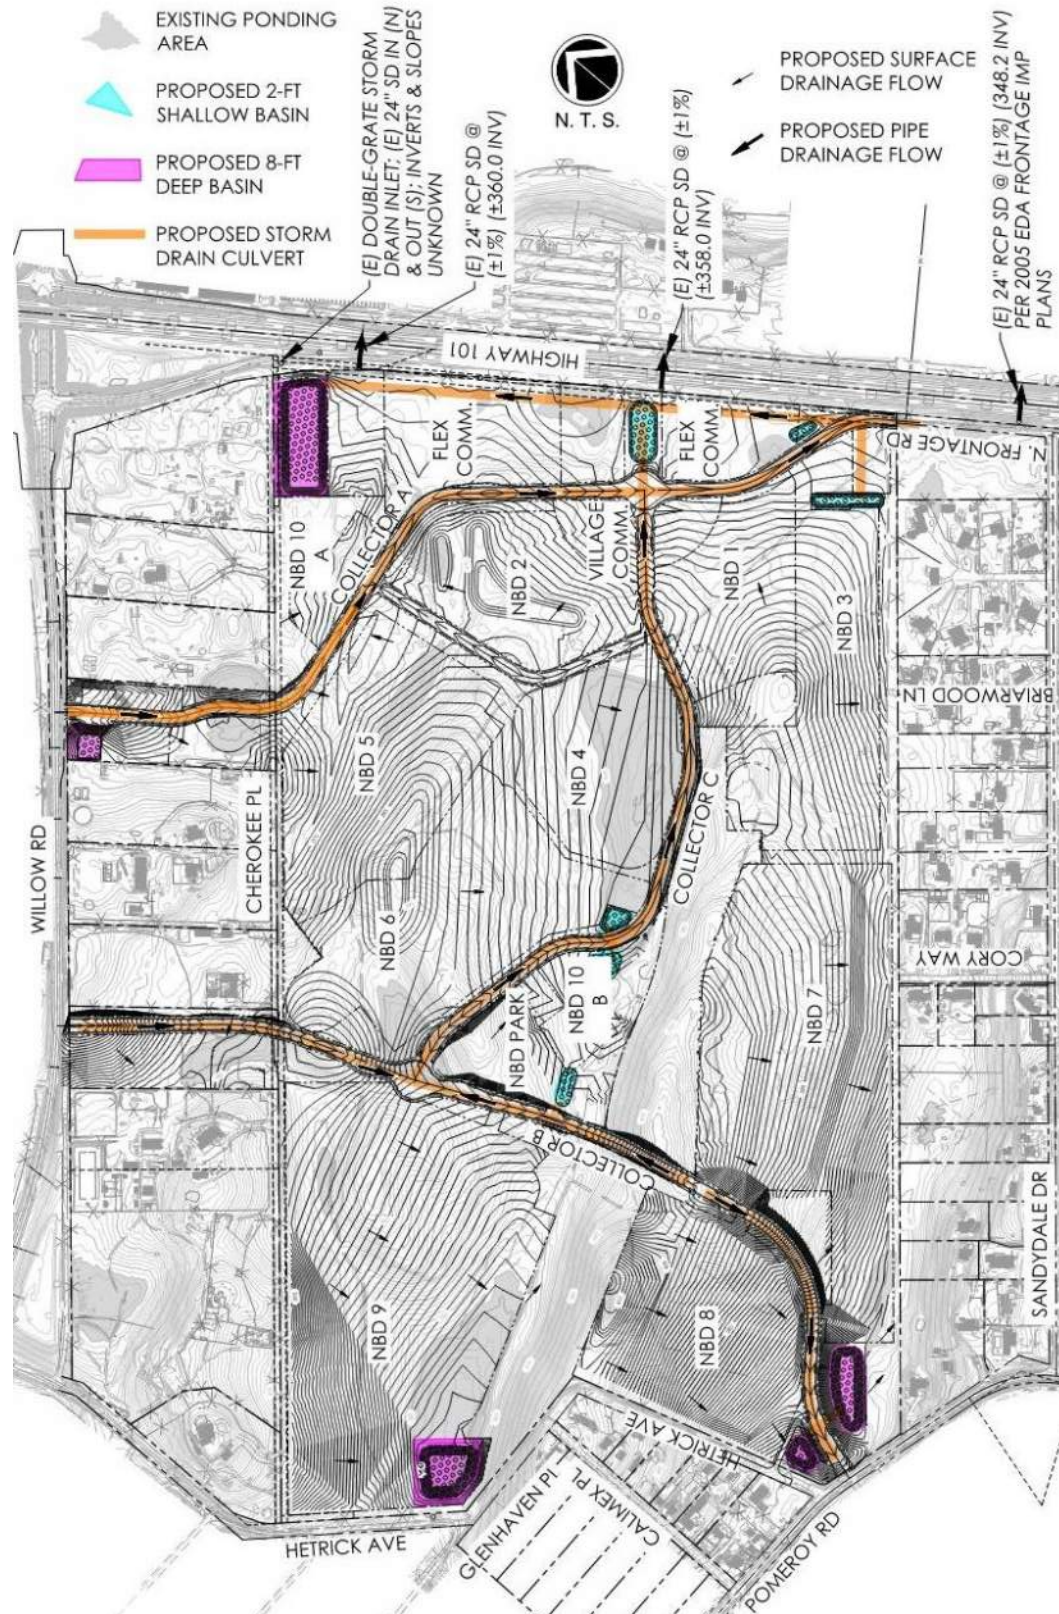 EXISTING PONDING
AREA
PROPOSED 2-FT
SHALLOW BASIN
PROPOSED 8-FT
DEEP BASIN
PROPOSED STORM
DRAIN CULVERT
(E) DOUBLE-GRATE STORM
DRAIN INLET; (E) 24" SD IN (N)
& OUT (S); INVERTS & SLOPES
UNKNOWN
(E) 24" RCP SD @
(±1%) (±360.0 INV)
N. T. S.
(E) 24" RCP SD @ (±1%)
(±358.0 INV)
PROPOSED SURFACE
DRAINAGE FLOW
PROPOSED PIPE
DRAINAGE FLOW
(E) 24" RCP SD @ (±1%) (348.2 INV)
PER 2005 EDA FRONTAGE IMP
PLANS
HIGHWAY 101
FLEX
COMM.
FLEX
COMM.
N. FRONTAGE RD
NBD 10
A
COLLECTOR A
NBD 2
VILLAGE
COMM.
NBD 1
NBD 3
BRIARWOOD LN
WILLOW RD
CHEROKEE PL
NBD 5
NBD 4
COLLECTOR C
NBD 6
NBD PARK
NBD 10
B
NBD 7
CORY WAY
COLLECTOR B
SANDYDALE DR
NBD 9
NBD 8
HETRICK AVE
HETRICK AVE
GLENHAVEN Pl
CALIMEX PL
POMEROY RD